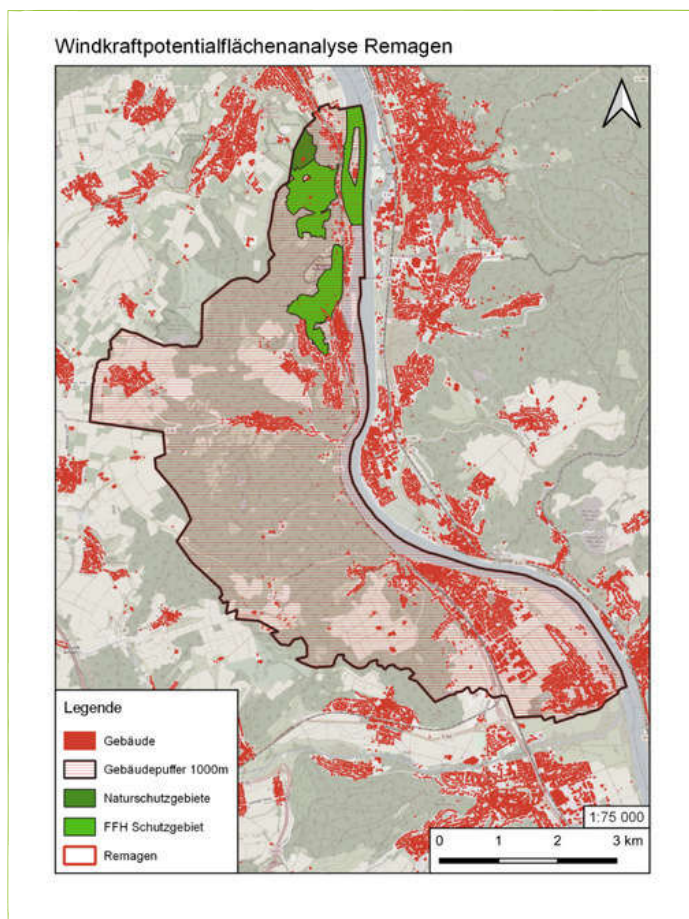 Windkraftpotentialflächenanalyse Remagen
Legende
Gebäude
Gebäudepuffer 1000m
Naturschutzgebiete
FFH Schutzgebiet
Remagen
1:75 000
0 1 2 3 km